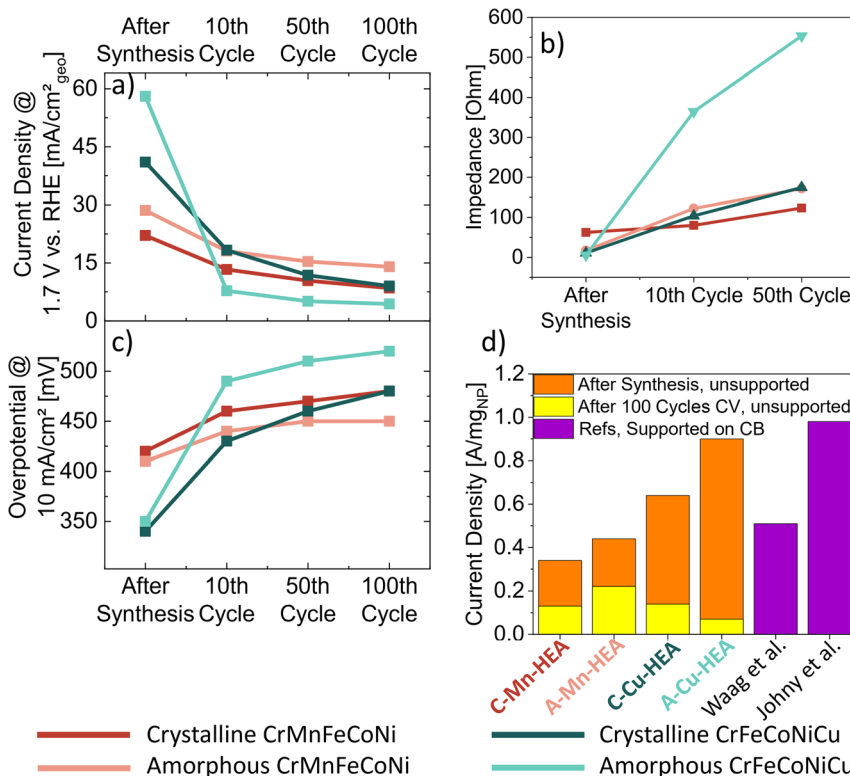 After Synthesis
10th Cycle
50th Cycle
100th Cycle
a)
Current Density @
1.7 V vs. RHE [mA/cm²geo]
60
45
30
15
0
b)
Impedance [Ohm]
600
500
400
300
200
100
0
After Synthesis
10th Cycle
50th Cycle
c)
Overpotential @
10 mA/cm² [mV]
500
450
400
350
After Synthesis
10th Cycle
50th Cycle
100th Cycle
d)
Current Density [A/mgNP]
1.2
1.0
0.8
0.6
0.4
0.2
0.0
After Synthesis, unsupported
After 100 Cycles CV, unsupported
Refs, Supported on CB
C-Mn-HEA
A-Mn-HEA
C-Cu-HEA
A-Cu-HEA
Waag et al.
Johny et al.
Crystalline CrMnFeCoNi
Amorphous CrMnFeCoNi
Crystalline CrFeCoNiCu
Amorphous CrFeCoNiCu